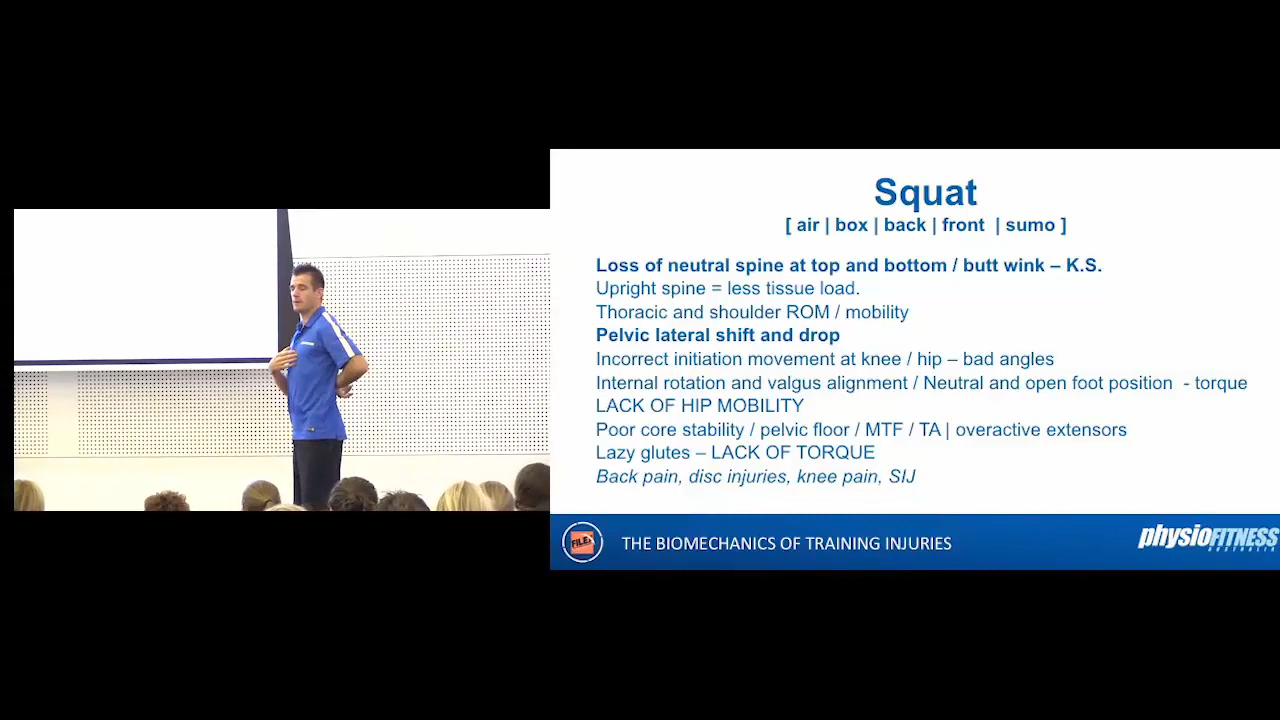 Squat
[ air | box | back | front | sumo ]
Loss of neutral spine at top and bottom / butt wink – K.S.
Upright spine = less tissue load.
Thoracic and shoulder ROM / mobility
Pelvic lateral shift and drop
Incorrect initiation movement at knee / hip – bad angles
Internal rotation and valgus alignment / Neutral and open foot position - torque
LACK OF HIP MOBILITY
Poor core stability / pelvic floor / MTF / TA | overactive extensors
Lazy glutes – LACK OF TORQUE
Back pain, disc injuries, knee pain, SIJ
FILEX
THE BIOMECHANICS OF TRAINING INJURIES
physioFITNESS
AUSTRALIA